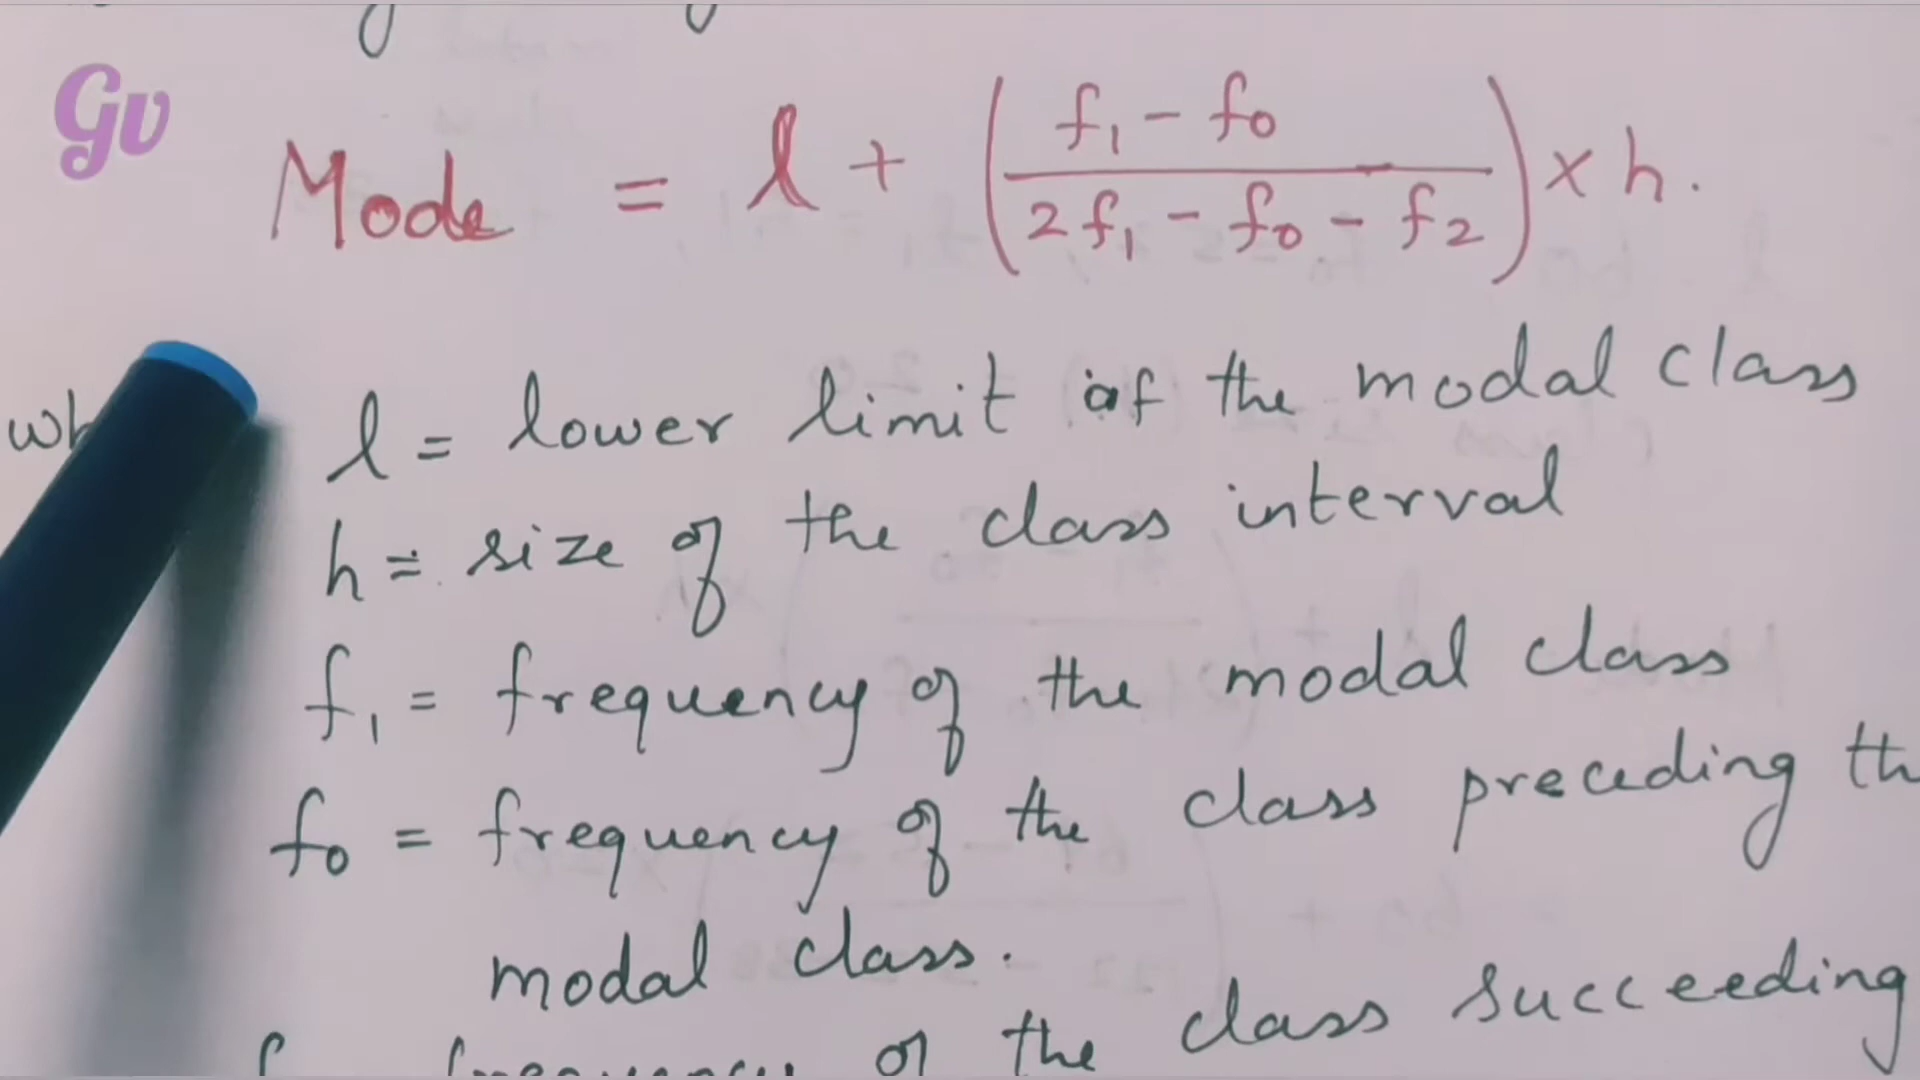 Gv
Mode = l + ( f₁ - f₀ / 2f₁ - f₀ - f₂ ) × h.
l = lower limit of the modal class
h = size of the class interval
f₁ = frequency of the modal class
f₀ = frequency of the class preceding
modal class.
frequency of the class succeeding